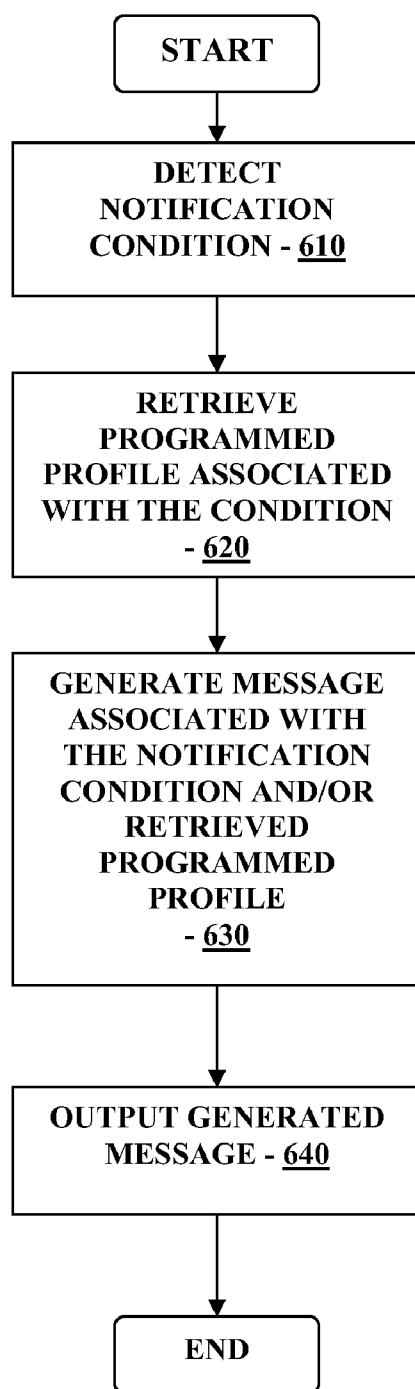 START
DETECT
NOTIFICATION
CONDITION - 610
RETRIEVE
PROGRAMMED
PROFILE ASSOCIATED
WITH THE CONDITION
- 620
GENERATE MESSAGE
ASSOCIATED WITH
THE NOTIFICATION
CONDITION AND/OR
RETRIEVED
PROGRAMMED
PROFILE
- 630
OUTPUT GENERATED
MESSAGE - 640
END